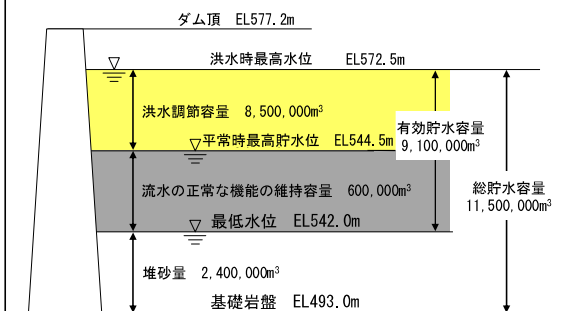 ダム頂 EL577.2m
洪水時最高水位 EL572.5m
洪水調節容量 8,500,000m³
有効貯水容量
9,100,000m³
平常時最高貯水位 EL544.5m
流水の正常な機能の維持容量 600,000m³
総貯水容量
11,500,000m³
最低水位 EL542.0m
堆砂量 2,400,000m³
基礎岩盤 EL493.0m